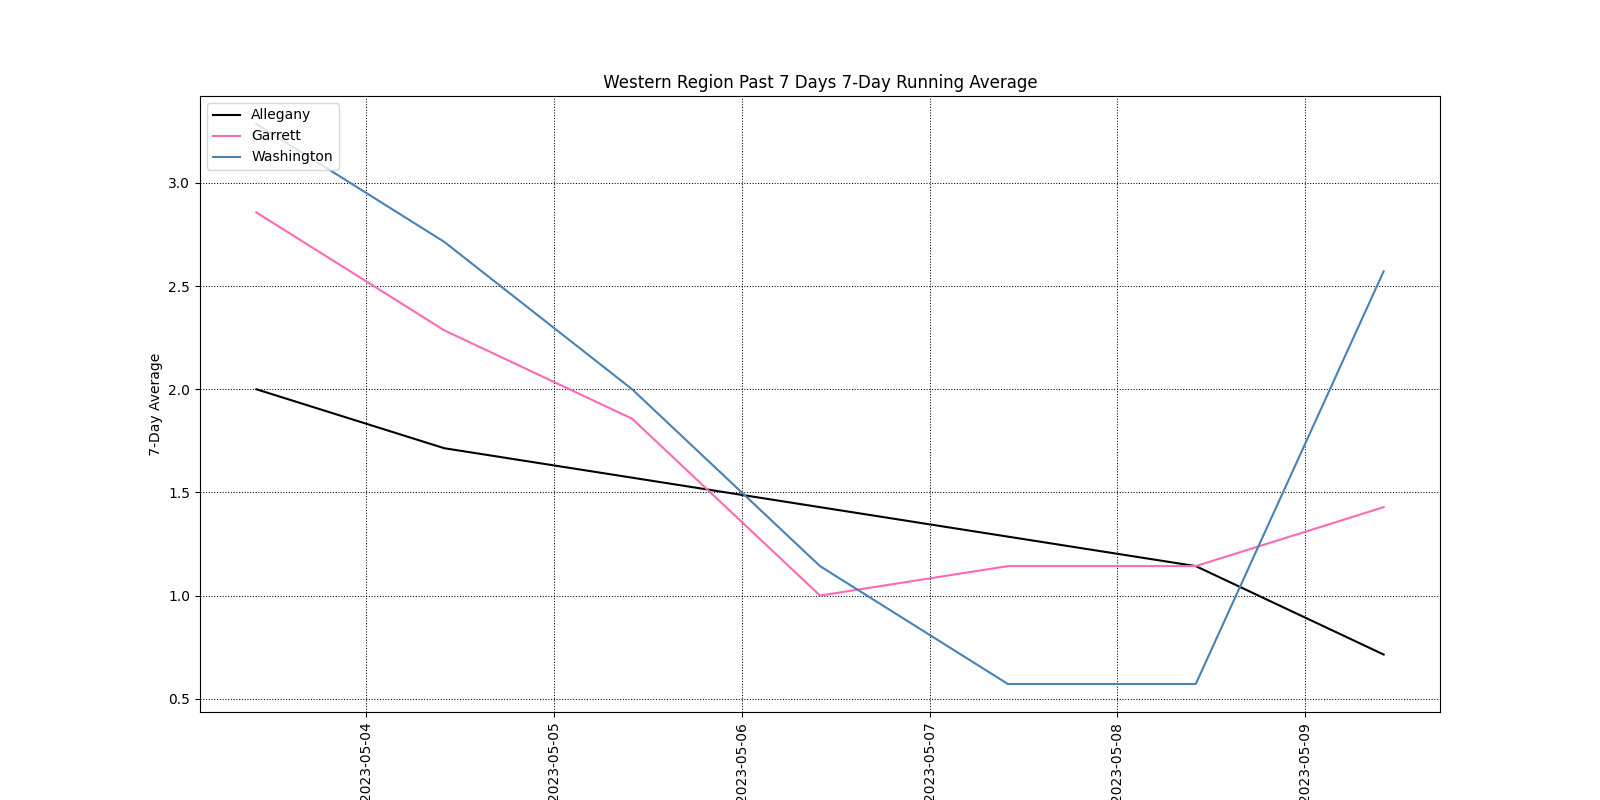 Western Region Past 7 Days 7-Day Running Average
Allegany
Garrett
Washington
7-Day Average
3.0
2.5
2.0
1.5
1.0
0.5
2023-05-04
2023-05-05
2023-05-06
2023-05-07
2023-05-08
2023-05-09